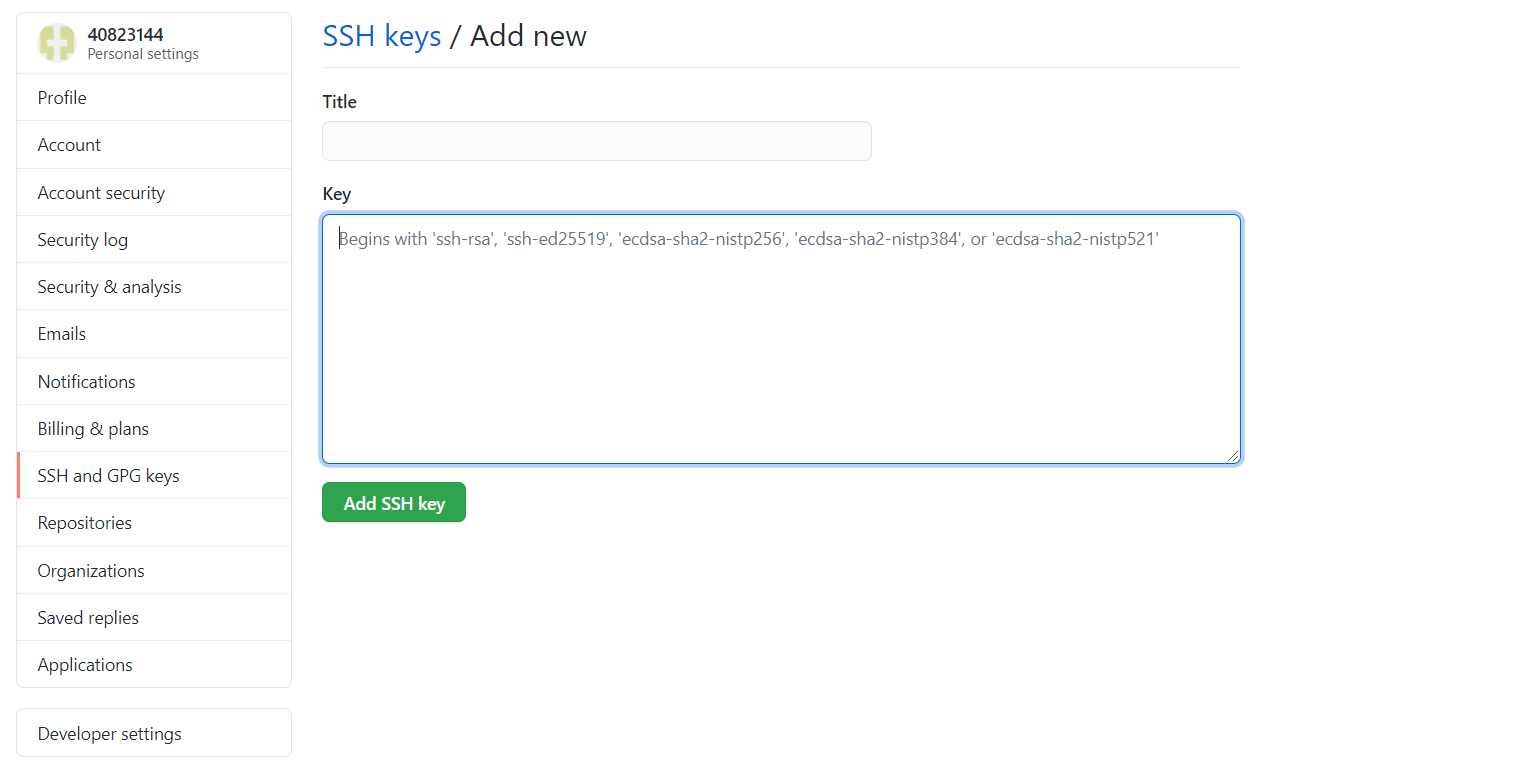 40823144
Personal settings
Profile
Account
Account security
Security log
Security & analysis
Emails
Notifications
Billing & plans
SSH and GPG keys
Repositories
Organizations
Saved replies
Applications
Developer settings
SSH keys / Add new
Title
Key
Begins with 'ssh-rsa', 'ssh-ed25519', 'ecdsa-sha2-nistp256', 'ecdsa-sha2-nistp384', or 'ecdsa-sha2-nistp521'
Add SSH key